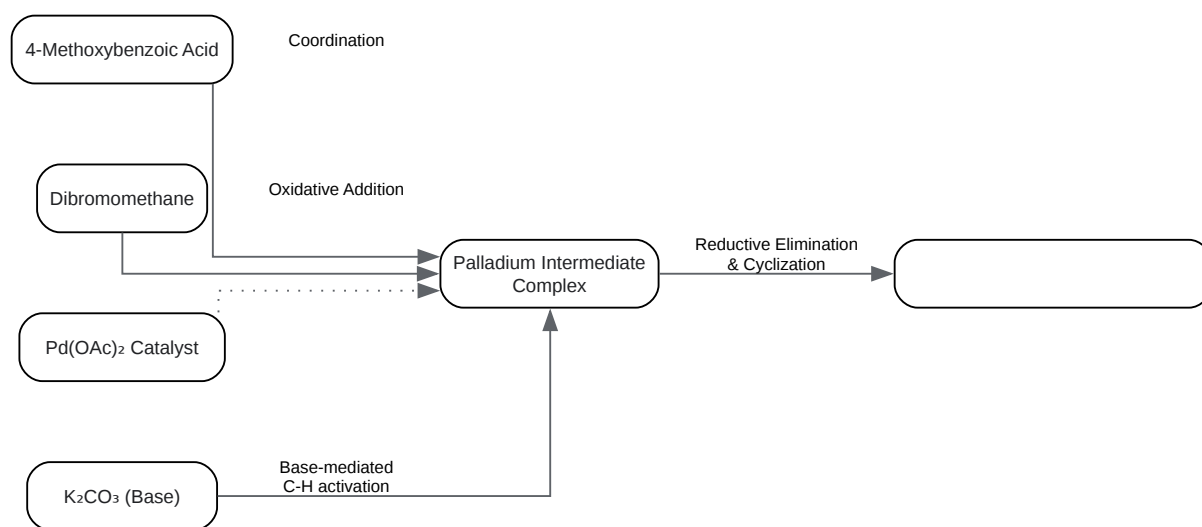 4-Methoxybenzoic Acid
Coordination
Dibromomethane
Oxidative Addition
Palladium Intermediate
Complex
Reductive Elimination
& Cyclization
Pd(OAc)₂ Catalyst
K₂CO₃ (Base)
Base-mediated
C-H activation